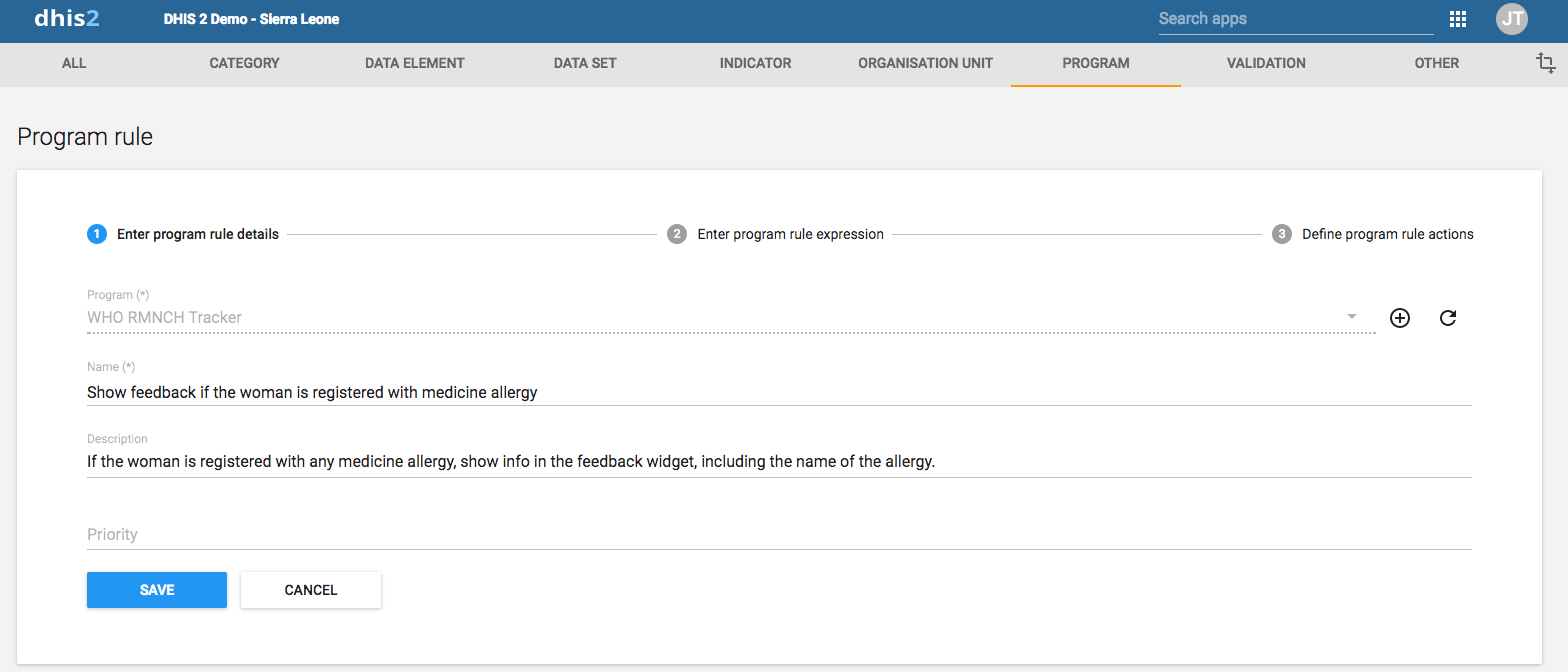 dhis2 DHIS 2 Demo - Sierra Leone Search apps JT
ALL CATEGORY DATA ELEMENT DATA SET INDICATOR ORGANISATION UNIT PROGRAM VALIDATION OTHER
Program rule
1 Enter program rule details 2 Enter program rule expression 3 Define program rule actions
Program (*)
WHO RMNCH Tracker
Name (*)
Show feedback if the woman is registered with medicine allergy
Description
If the woman is registered with any medicine allergy, show info in the feedback widget, including the name of the allergy.
Priority
SAVE CANCEL